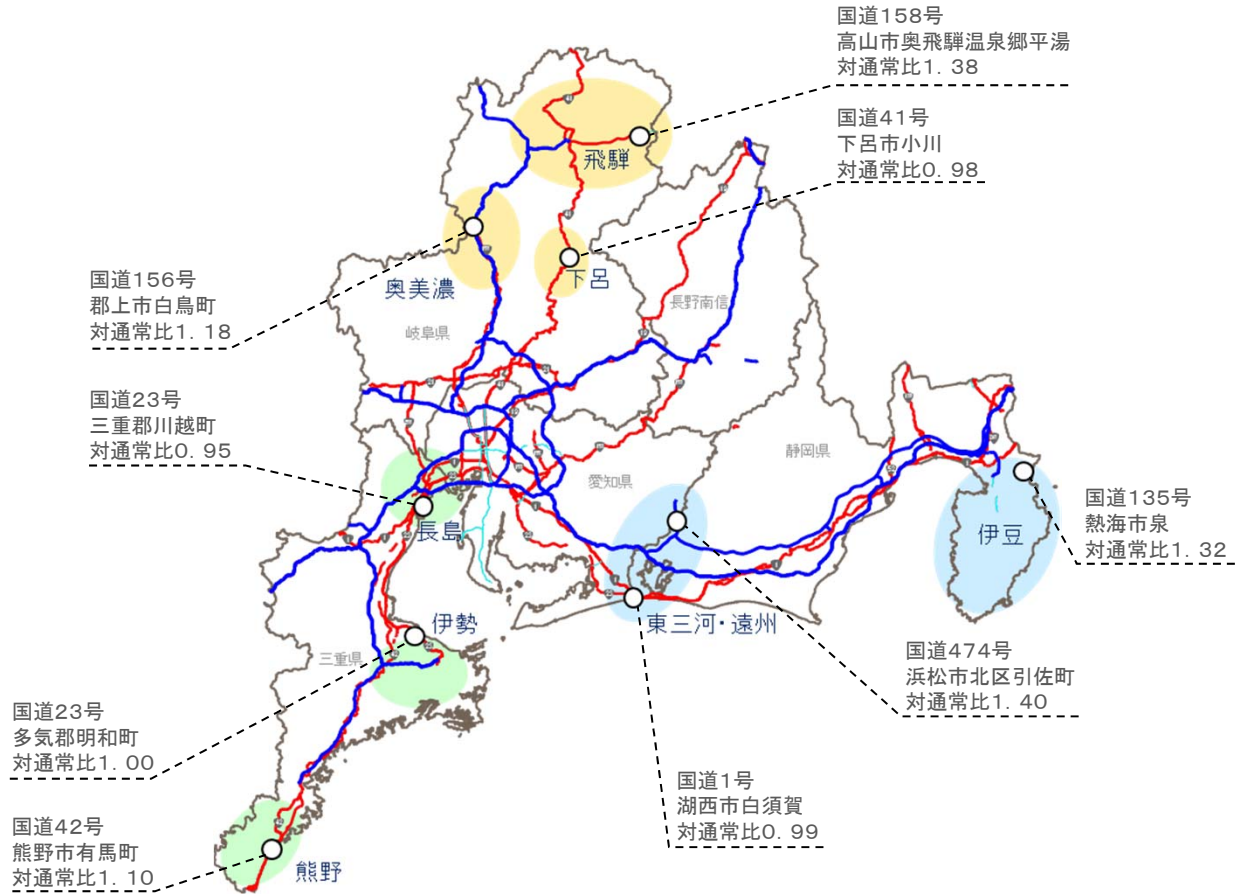 国道158号
高山市奥飛騨温泉郷平湯
対通常比1．38
国道41号
下呂市小川
対通常比0．98
飛騨
国道156号
郡上市白鳥町
対通常比1．18
奥美濃
下呂
長野南信
岐阜県
国道23号
三重郡川越町
対通常比0．95
静岡県
愛知県
長島
伊豆
国道135号
熱海市泉
対通常比1．32
伊勢
東三河・遠州
三重県
国道474号
浜松市北区引佐町
対通常比1．40
国道23号
多気郡明和町
対通常比1．00
国道1号
湖西市白須賀
対通常比0．99
国道42号
熊野市有馬町
対通常比1．10
熊野